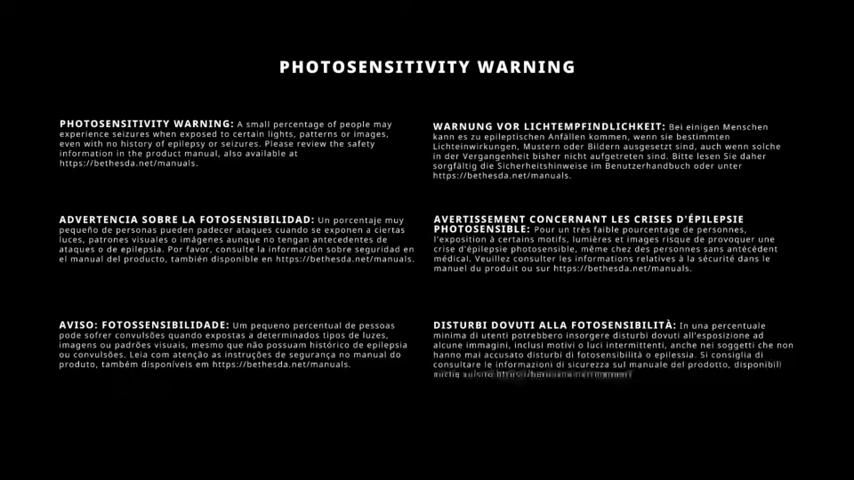 PHOTOSENSITIVITY WARNING
PHOTOSENSITIVITY WARNING: A small percentage of people may
experience seizures when exposed to certain lights, patterns or images,
even with no history of epilepsy or seizures. Please review the safety
information in the product manual, also available at
https://bethesda.net/manuals.
WARNUNG VOR LICHTEMPFINDLICHKEIT: Bei einigen Menschen
kann es zu epileptischen Anfällen kommen, wenn sie bestimmten
Lichteinwirkungen, Mustern oder Bildern ausgesetzt sind, auch wenn solche
in der Vergangenheit bisher nicht aufgetreten sind. Bitte lesen Sie daher
sorgfältig die Sicherheitshinweise im Benutzerhandbuch oder unter
https://bethesda.net/manuals.
ADVERTENCIA SOBRE LA FOTOSENSIBILIDAD: Un porcentaje muy
pequeño de personas pueden padecer ataques cuando se exponen a ciertas
luces, patrones visuales o imágenes aunque no tengan antecedentes de
ataques o de epilepsia. Por favor, consulte la información sobre seguridad en
el manual del producto, también disponible en https://bethesda.net/manuals.
AVERTISSEMENT CONCERNANT LES CRISES D'ÉPILEPSIE
PHOTOSENSIBLE: Pour un très faible pourcentage de personnes,
l'exposition à certains motifs, lumières et images risque de provoquer une
crise d'épilepsie photosensible, même chez des personnes sans antécédent
médical. Veuillez consulter les informations relatives à la sécurité dans le
manuel du produit ou sur https://bethesda.net/manuals.
AVISO: FOTOSSENSIBILIDADE: Um pequeno percentual de pessoas
pode sofrer convulsões quando expostas a determinados tipos de luzes,
imagens ou padrões visuais, mesmo que não possuam histórico de epilepsia
ou convulsões. Leia com atenção as instruções de segurança no manual do
produto, também disponíveis em https://bethesda.net/manuals.
DISTURBI DOVUTI ALLA FOTOSENSIBILITÀ: In una percentuale
minima di utenti potrebbero insorgere disturbi dovuti all'esposizione ad
alcune immagini, inclusi motivi o luci intermittenti, anche nei soggetti che non
hanno mai accusato disturbi di fotosensibilità o epilessia. Si consiglia di
consultare le informazioni di sicurezza sul manuale del prodotto, disponibili